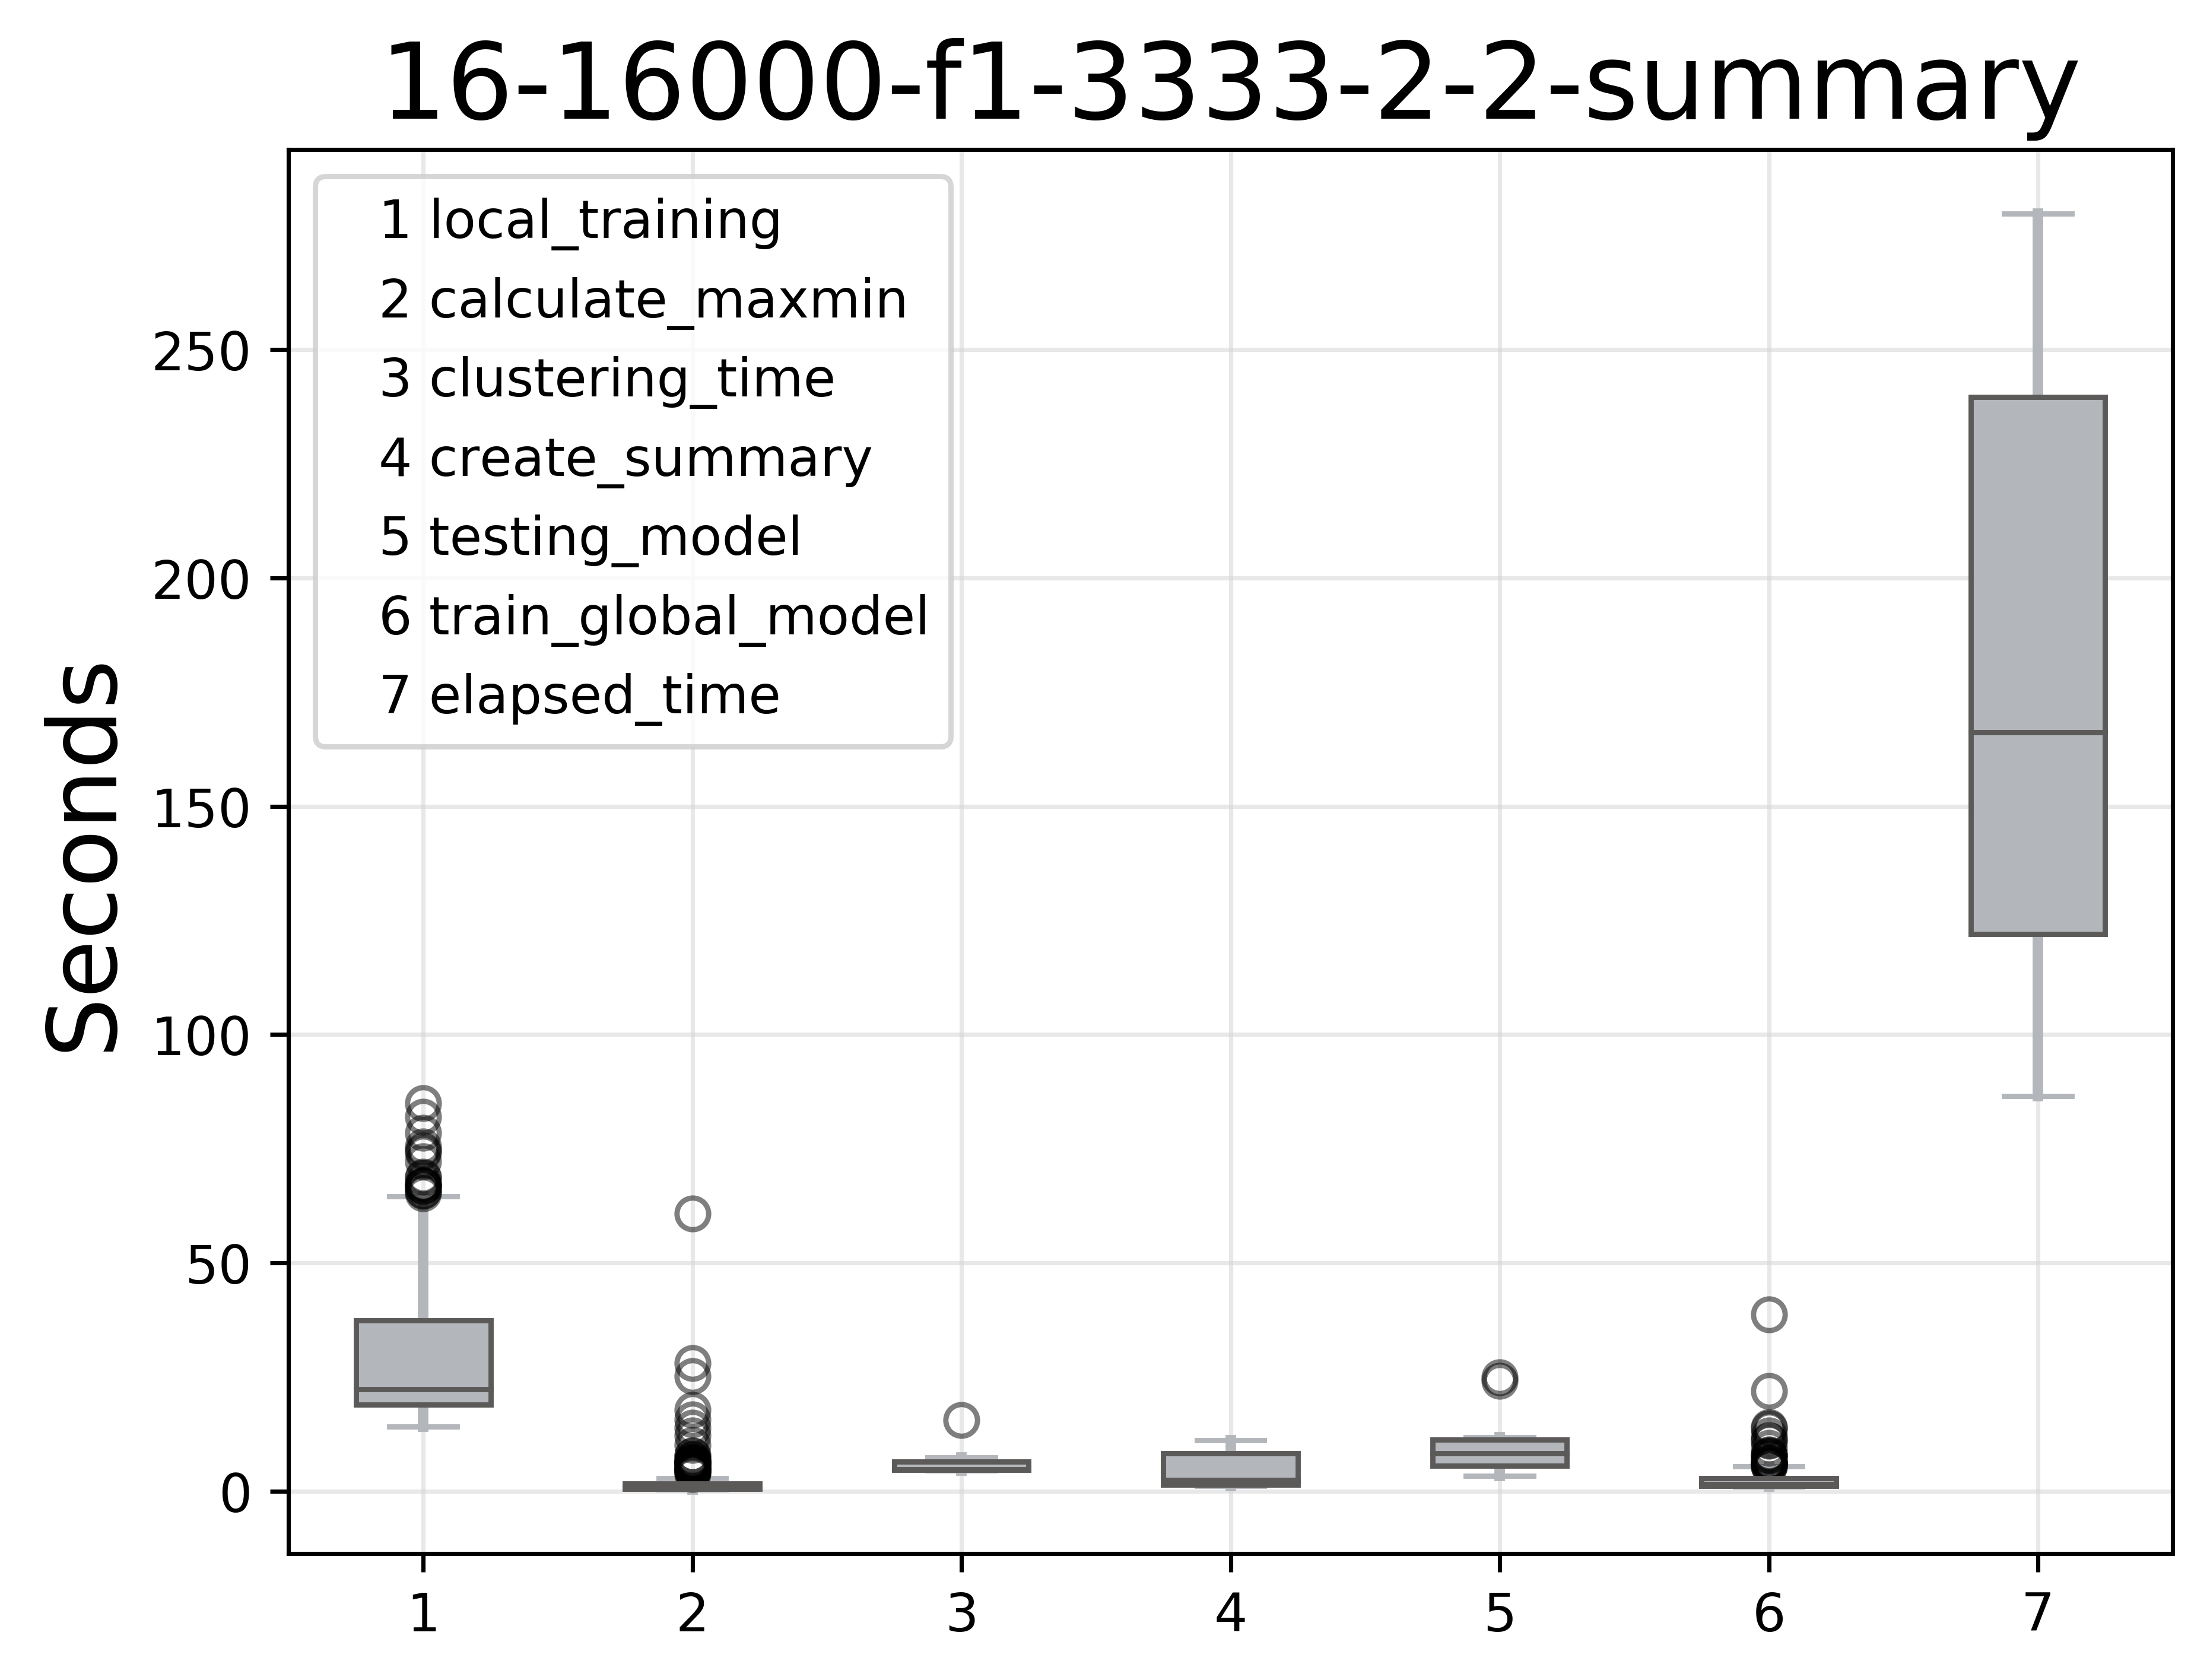 16-16000-f1-3333-2-2-summary
1 local_training
2 calculate_maxmin
3 clustering_time
4 create_summary
5 testing_model
6 train_global_model
7 elapsed_time
Seconds
250
200
150
100
50
0
1 2 3 4 5 6 7